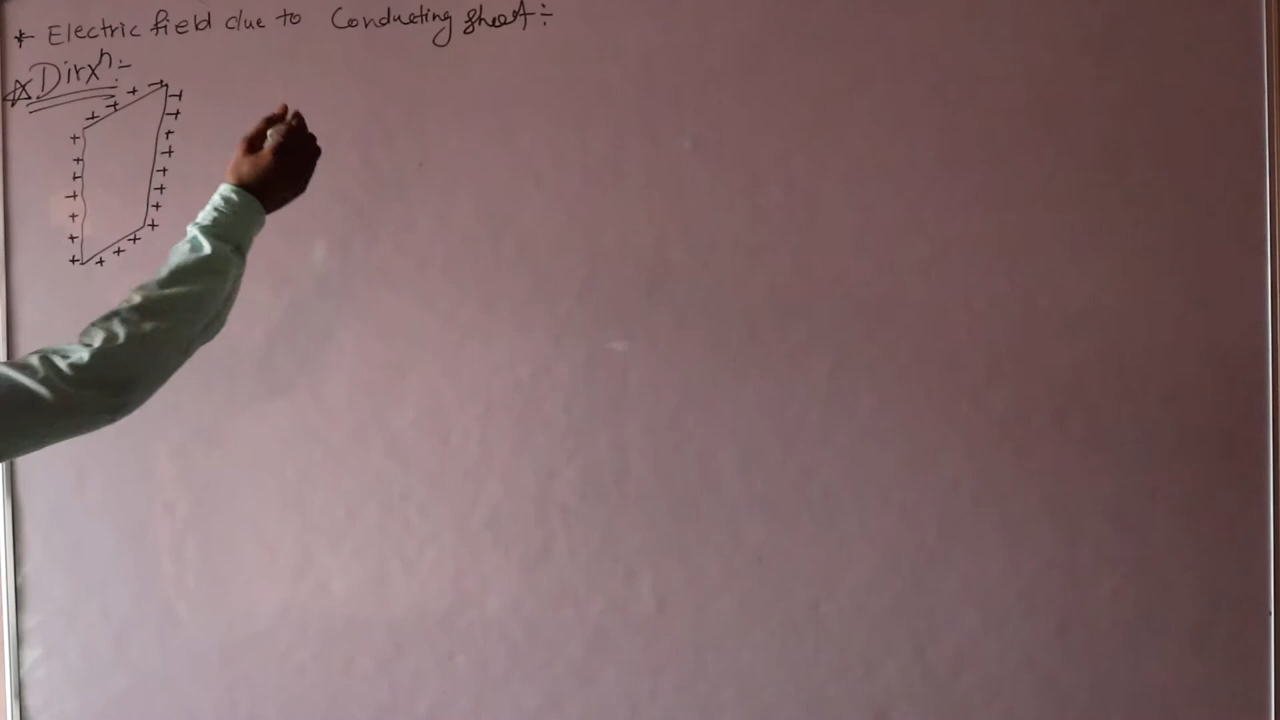 * Electric field due to Conducting sheet :-
☆ Dirxⁿ :-
+ + + + + + + + + + + + + + + + + + + + + + +